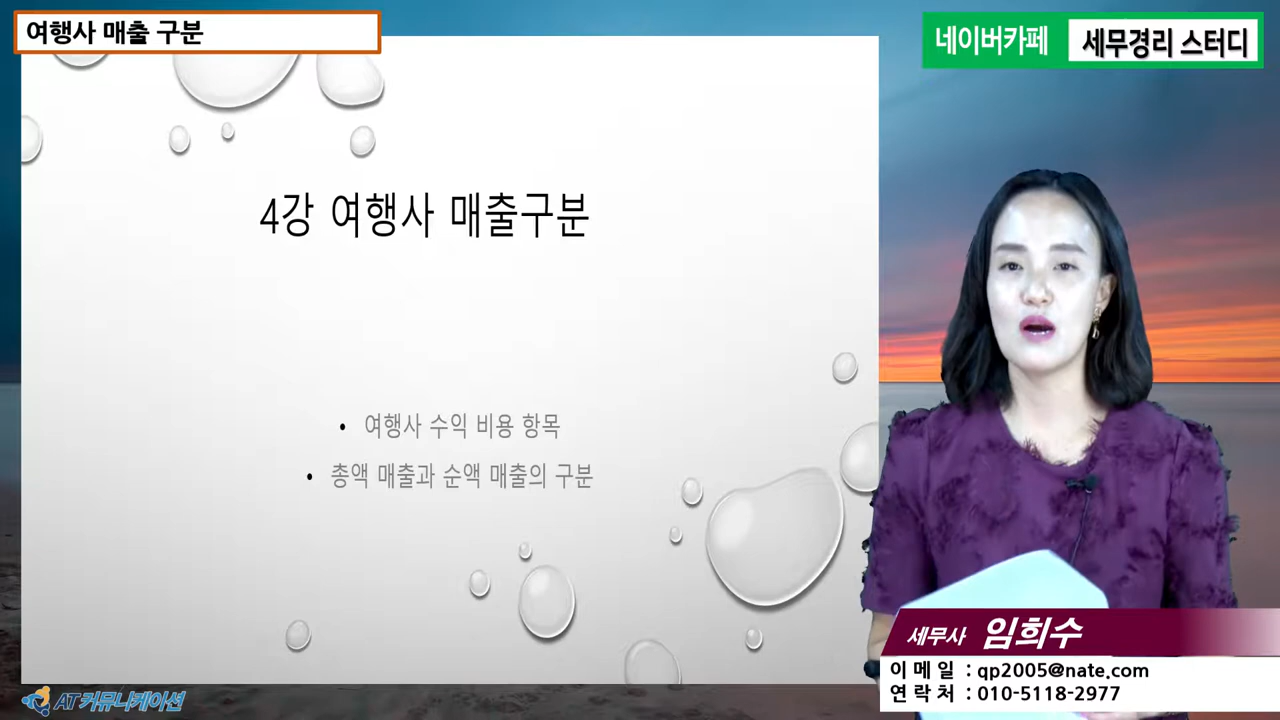 여행사 매출 구분
네이버카페 세무경리 스터디
4강 여행사 매출구분
• 여행사 수익 비용 항목
• 총액 매출과 순액 매출의 구분
세무사 임희수
이 메 일 : qp2005@nate.com
연 락 처 : 010-5118-2977
AT커뮤니케이션